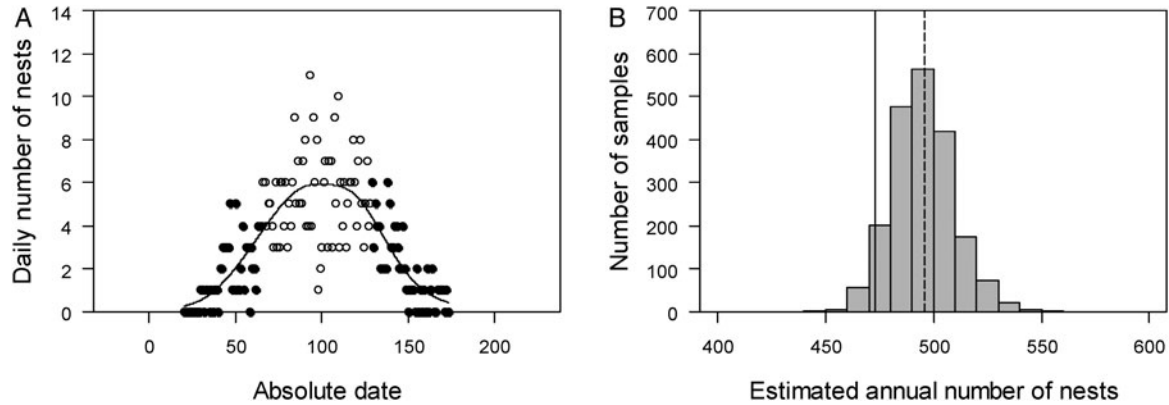 A
Daily number of nests
14
12
10
8
6
4
2
0
0 50 100 150 200
Absolute date
B
Number of samples
700
600
500
400
300
200
100
0
400 450 500 550 600
Estimated annual number of nests